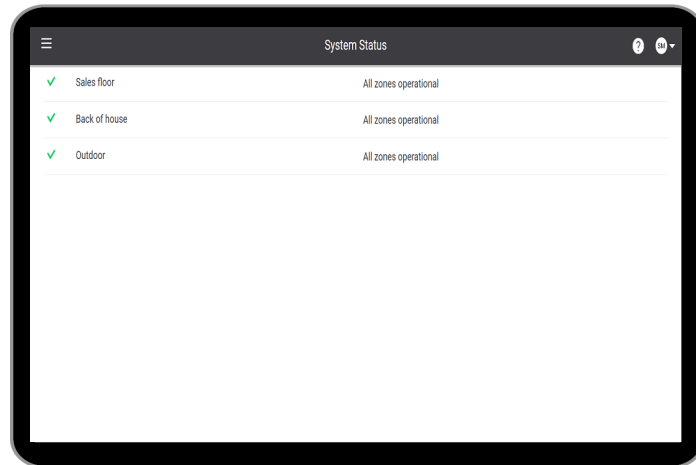 System Status
?
SM
Sales floor All zones operational
Back of house All zones operational
Outdoor All zones operational